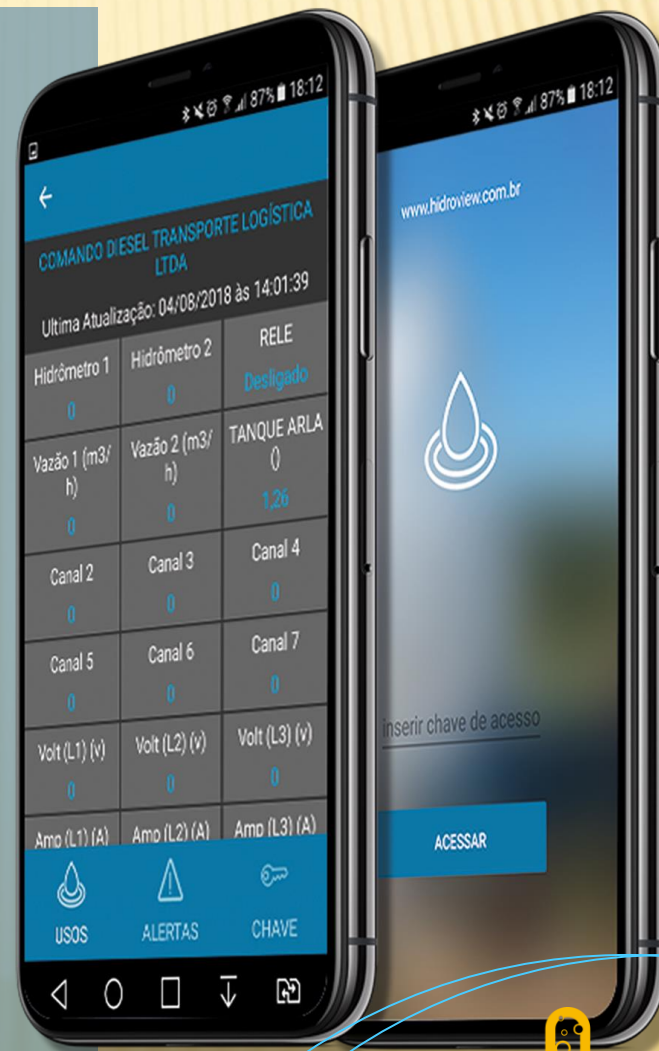 87% 18:12
COMANDO DIESEL TRANSPORTE LOGÍSTICA
LTDA
Ultima Atualização: 04/08/2018 às 14:01:39
Hidrômetro 1 Hidrômetro 2 RELE
0 0 Desligado
Vazão 1 (m3/ Vazão 2 (m3/ TANQUE ARLA
h) h) ()
0 0 1,26
Canal 2 Canal 3 Canal 4
0 0 0
Canal 5 Canal 6 Canal 7
0 0 0
Volt (L1) (v) Volt (L2) (v) Volt (L3) (v)
0 0 0
Amp (L1) (A) Amp (L2) (A) Amp (L3) (A)
USOS ALERTAS CHAVE
87% 18:12
www.hidroview.com.br
inserir chave de acesso
ACESSAR